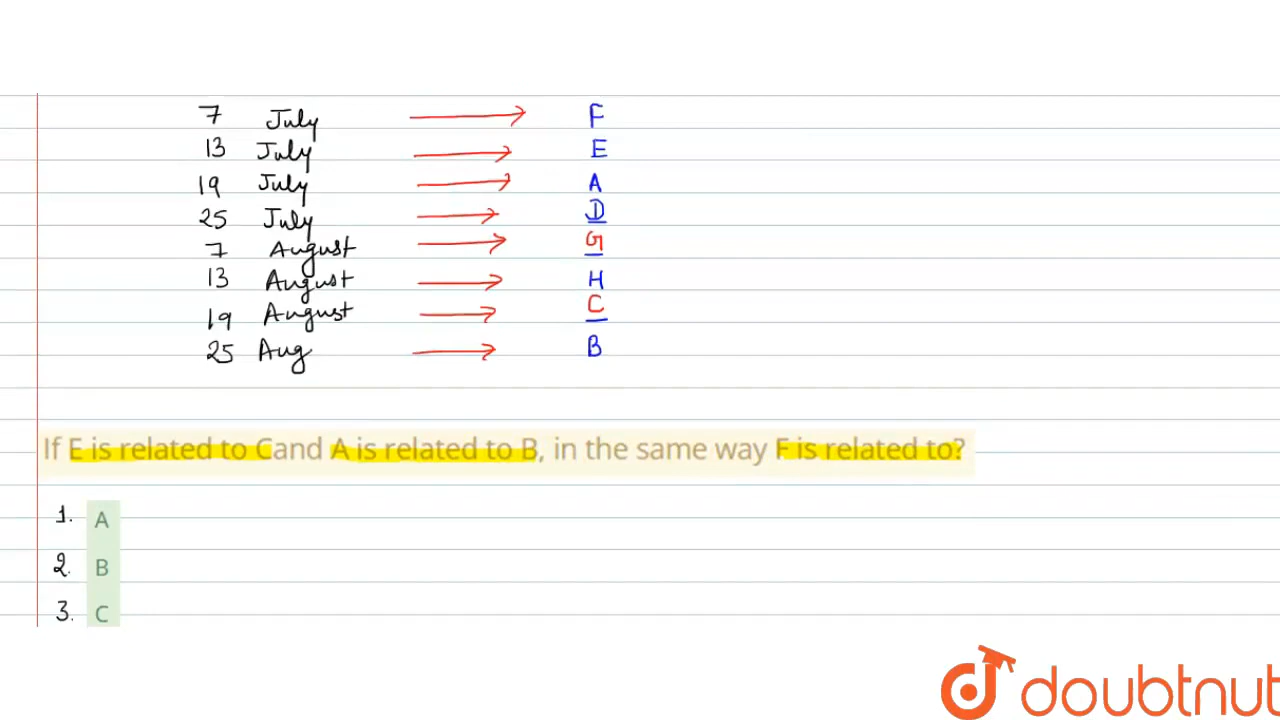 7 July → F
13 July → E
19 July → A
25 July → D
7 August → G
13 August → H
19 August → C
25 Aug → B
If E is related to Cand A is related to B, in the same way F is related to?
1. A
2. B
3. C
doubtnut